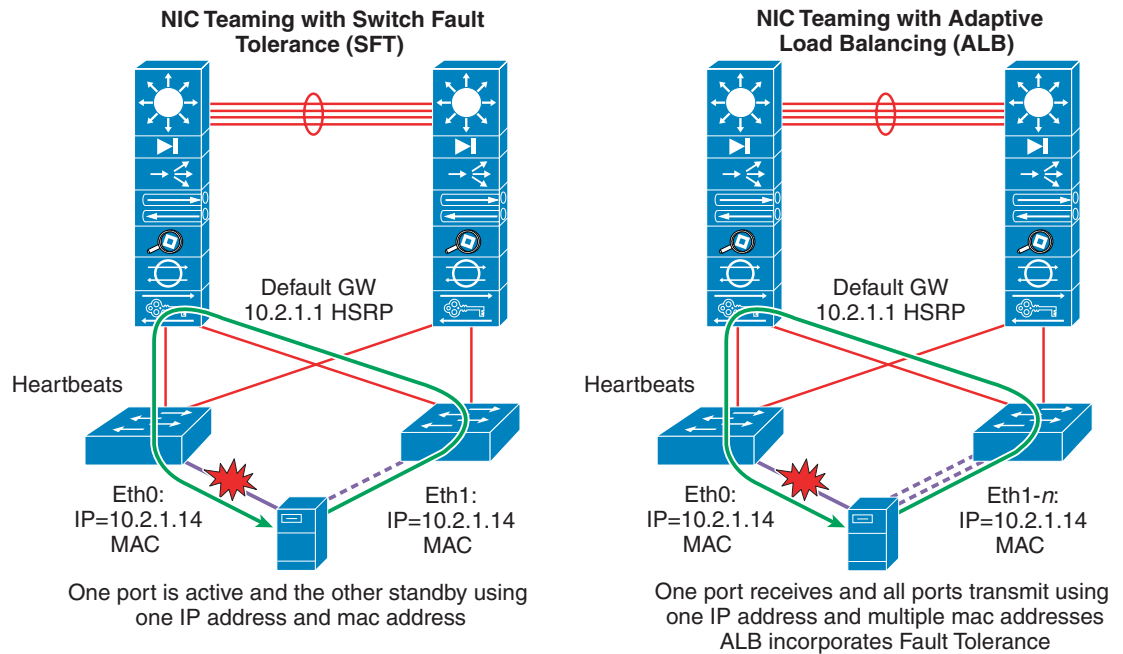 NIC Teaming with Switch Fault
Tolerance (SFT)
Default GW
10.2.1.1 HSRP
Heartbeats
Eth0:
IP=10.2.1.14
MAC
Eth1:
IP=10.2.1.14
MAC
One port is active and the other standby using
one IP address and mac address
NIC Teaming with Adaptive
Load Balancing (ALB)
Default GW
10.2.1.1 HSRP
Heartbeats
Eth0:
IP=10.2.1.14
MAC
Eth1-n:
IP=10.2.1.14
MAC
One port receives and all ports transmit using
one IP address and multiple mac addresses
ALB incorporates Fault Tolerance